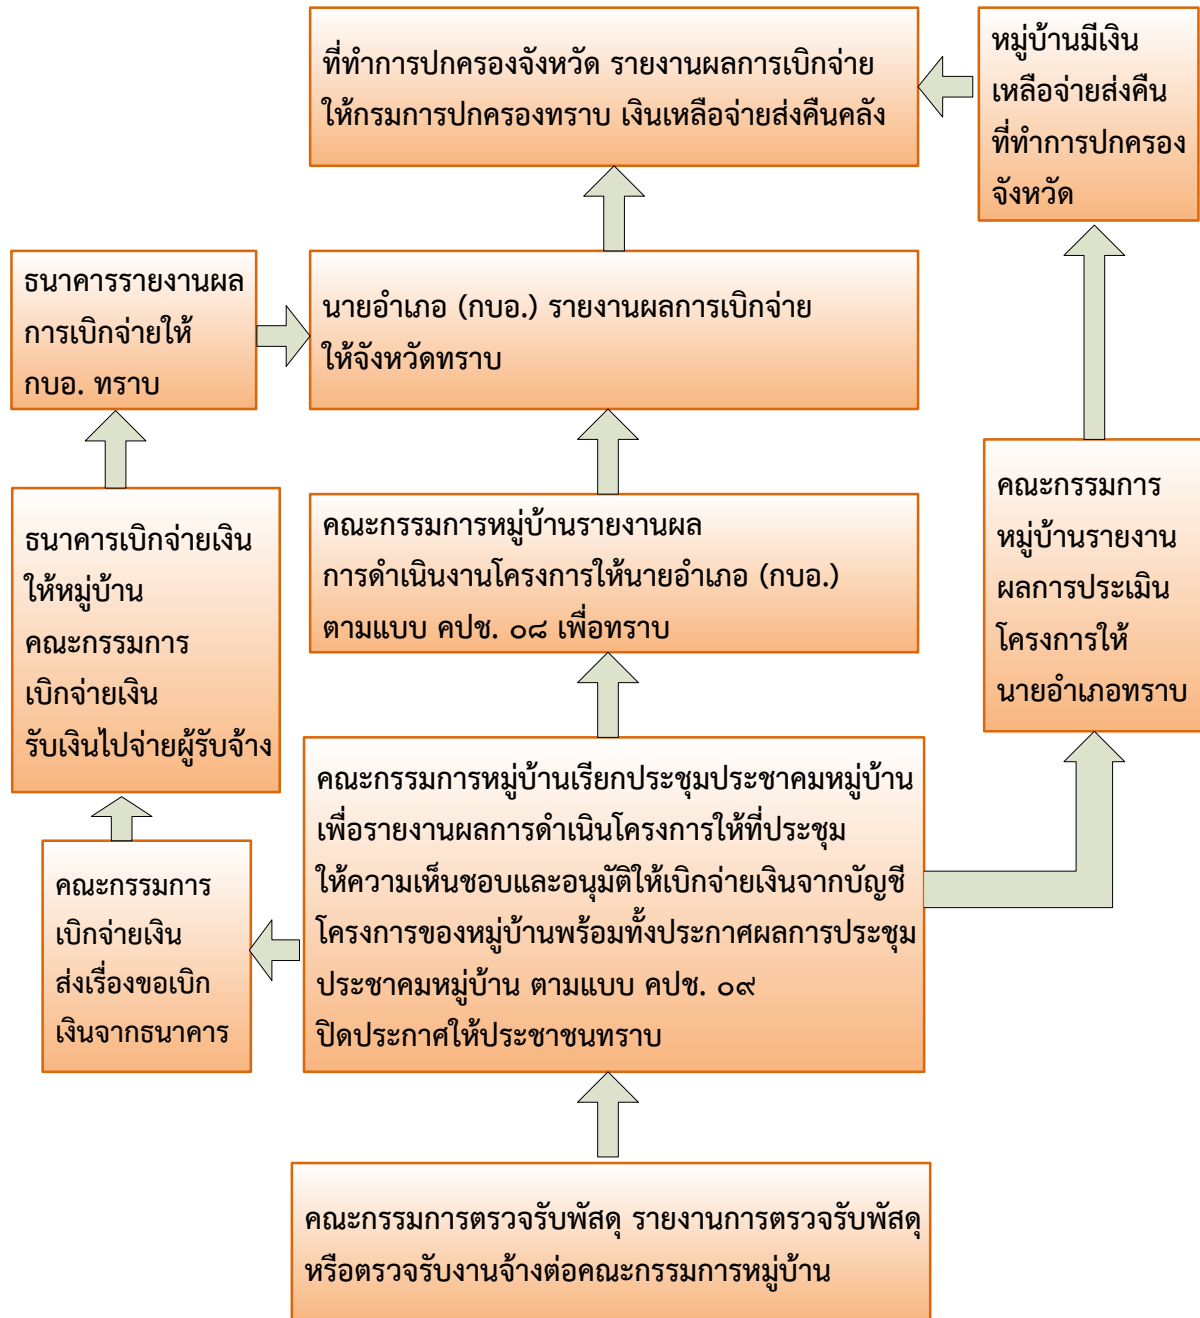 ที่ทำการปกครองจังหวัด รายงานผลการเบิกจ่าย
ให้กรมการปกครองทราบ เงินเหลือจ่ายส่งคืนคลัง
หมู่บ้านมีเงิน
เหลือจ่ายส่งคืน
ที่ทำการปกครอง
จังหวัด
ธนาคารรายงานผล
การเบิกจ่ายให้
กบอ. ทราบ
นายอำเภอ (กบอ.) รายงานผลการเบิกจ่าย
ให้จังหวัดทราบ
ธนาคารเบิกจ่ายเงิน
ให้หมู่บ้าน
คณะกรรมการ
เบิกจ่ายเงิน
รับเงินไปจ่ายผู้รับจ้าง
คณะกรรมการหมู่บ้านรายงานผล
การดำเนินงานโครงการให้นายอำเภอ (กบอ.)
ตามแบบ คปช. ๐๘ เพื่อทราบ
คณะกรรมการ
หมู่บ้านรายงาน
ผลการประเมิน
โครงการให้
นายอำเภอทราบ
คณะกรรมการ
เบิกจ่ายเงิน
ส่งเรื่องขอเบิก
เงินจากธนาคาร
คณะกรรมการหมู่บ้านเรียกประชุมประชาคมหมู่บ้าน
เพื่อรายงานผลการดำเนินโครงการให้ที่ประชุม
ให้ความเห็นชอบและอนุมัติให้เบิกจ่ายเงินจากบัญชี
โครงการของหมู่บ้านพร้อมทั้งประกาศผลการประชุม
ประชาคมหมู่บ้าน ตามแบบ คปช. ๐๙
ปิดประกาศให้ประชาชนทราบ
คณะกรรมการตรวจรับพัสดุ รายงานการตรวจรับพัสดุ
หรือตรวจรับงานจ้างต่อคณะกรรมการหมู่บ้าน